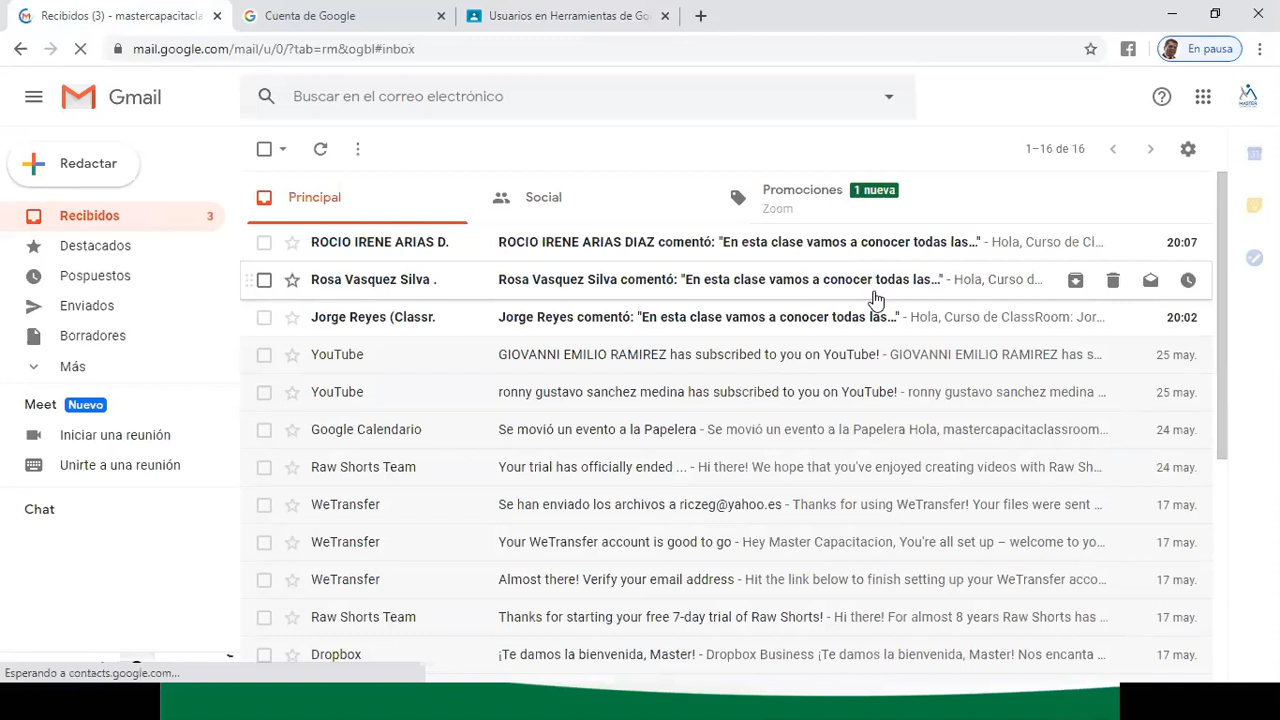 Recibidos (3) - mastercapacitacla
Cuenta de Google
Usuarios en Herramientas de Go
mail.google.com/mail/u/0/?tab=rm&ogbl#inbox
En pausa
Gmail
Buscar en el correo electrónico
Redactar
1–16 de 16
Principal
Social
Promociones 1 nueva
Zoom
Recibidos 3
Destacados
Pospuestos
Enviados
Borradores
Más
Meet Nuevo
Iniciar una reunión
Unirte a una reunión
Chat
ROCIO IRENE ARIAS D. ROCIO IRENE ARIAS DIAZ comentó: "En esta clase vamos a conocer todas las..." - Hola, Curso de Cl... 20:07
Rosa Vasquez Silva . Rosa Vasquez Silva comentó: "En esta clase vamos a conocer todas las..." - Hola, Curso d...
Jorge Reyes (Classr. Jorge Reyes comentó: "En esta clase vamos a conocer todas las..." - Hola, Curso de ClassRoom: Jor... 20:02
YouTube GIOVANNI EMILIO RAMIREZ has subscribed to you on YouTube! - GIOVANNI EMILIO RAMIREZ has s... 25 may.
YouTube ronny gustavo sanchez medina has subscribed to you on YouTube! - ronny gustavo sanchez medina ... 25 may.
Google Calendario Se movió un evento a la Papelera - Se movió un evento a la Papelera Hola, mastercapacitaclassroom... 24 may.
Raw Shorts Team Your trial has officially ended ... - Hi there! We hope that you've enjoyed creating videos with Raw Sh... 24 may.
WeTransfer Se han enviado los archivos a riczeg@yahoo.es - Thanks for using WeTransfer! Your files were sent ... 17 may.
WeTransfer Your WeTransfer account is good to go - Hey Master Capacitacion, You're all set up – welcome to yo... 17 may.
WeTransfer Almost there! Verify your email address - Hit the link below to finish setting up your WeTransfer acco... 17 may.
Raw Shorts Team Thanks for starting your free 7-day trial of Raw Shorts! - Hi there! For almost 8 years Raw Shorts has ... 17 may.
Dropbox ¡Te damos la bienvenida, Master! - Dropbox Business ¡Te damos la bienvenida, Master! Nos encanta ... 17 may.
Esperando a contacts.google.com...